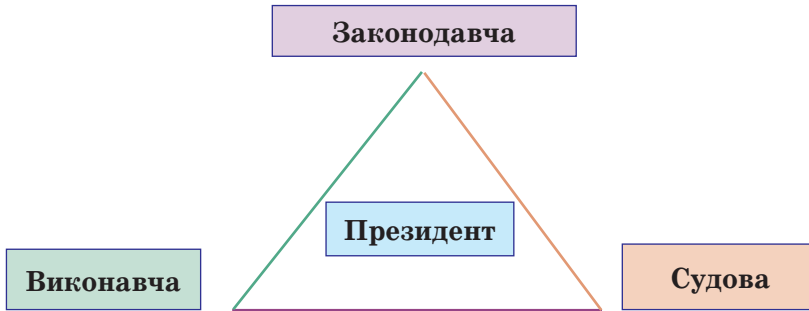 Законодавча
Президент
Виконавча
Судова